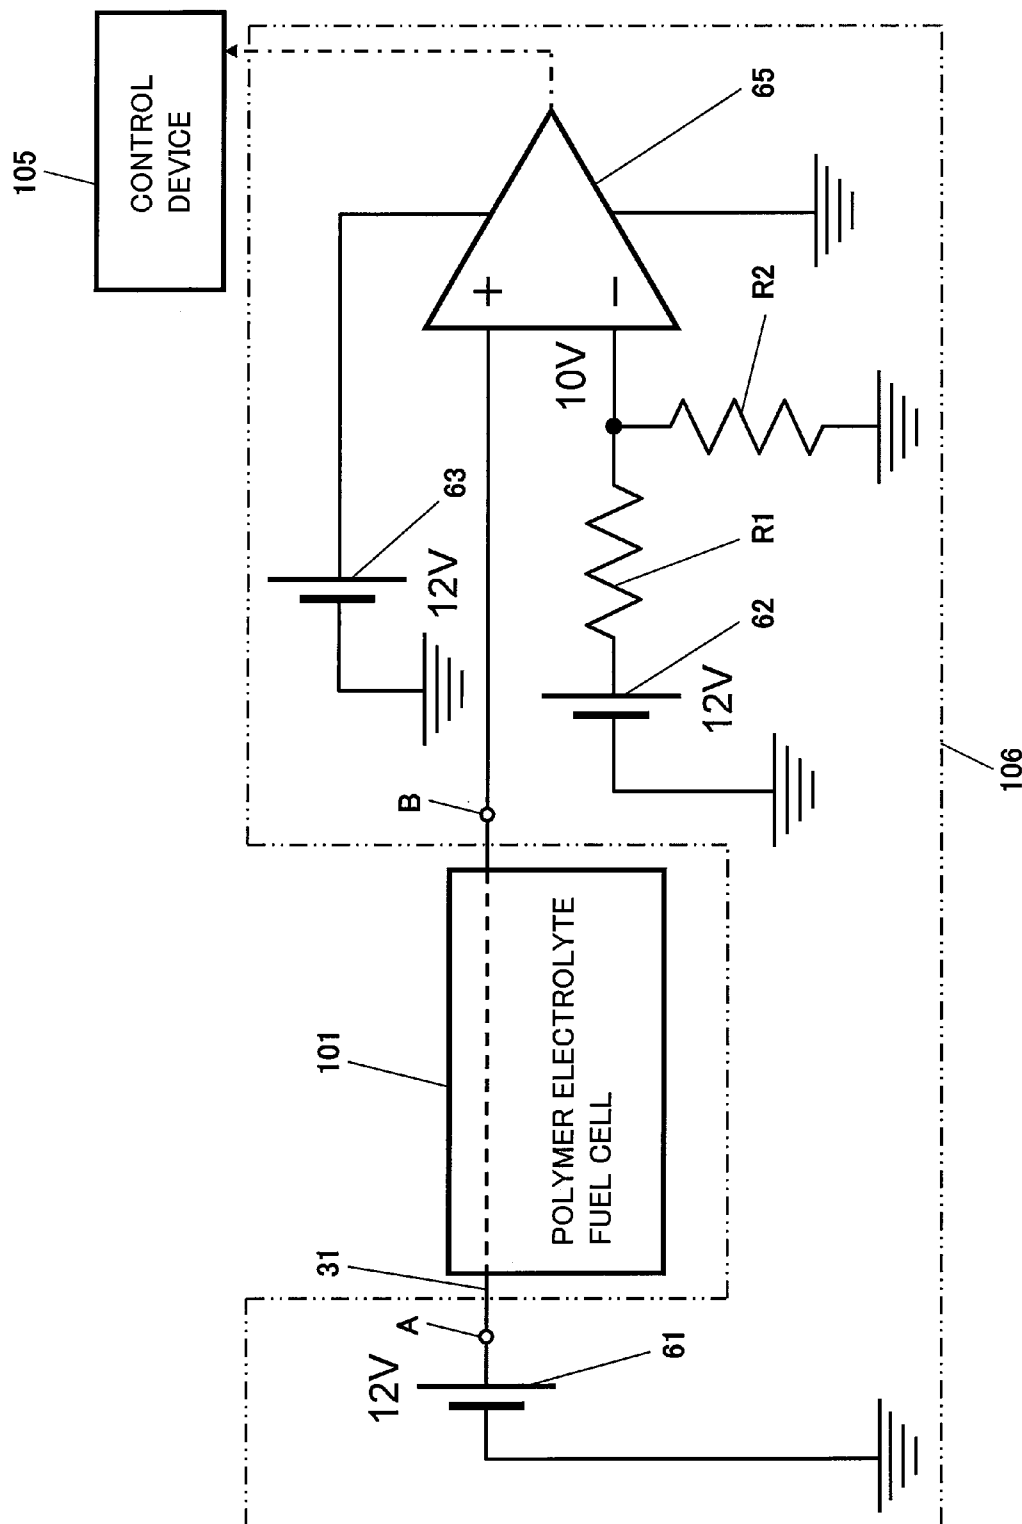 105
CONTROL
DEVICE
65
R2
10V
63
12V
R1
62
12V
B
106
101
POLYMER ELECTROLYTE
FUEL CELL
31
A
12V
61